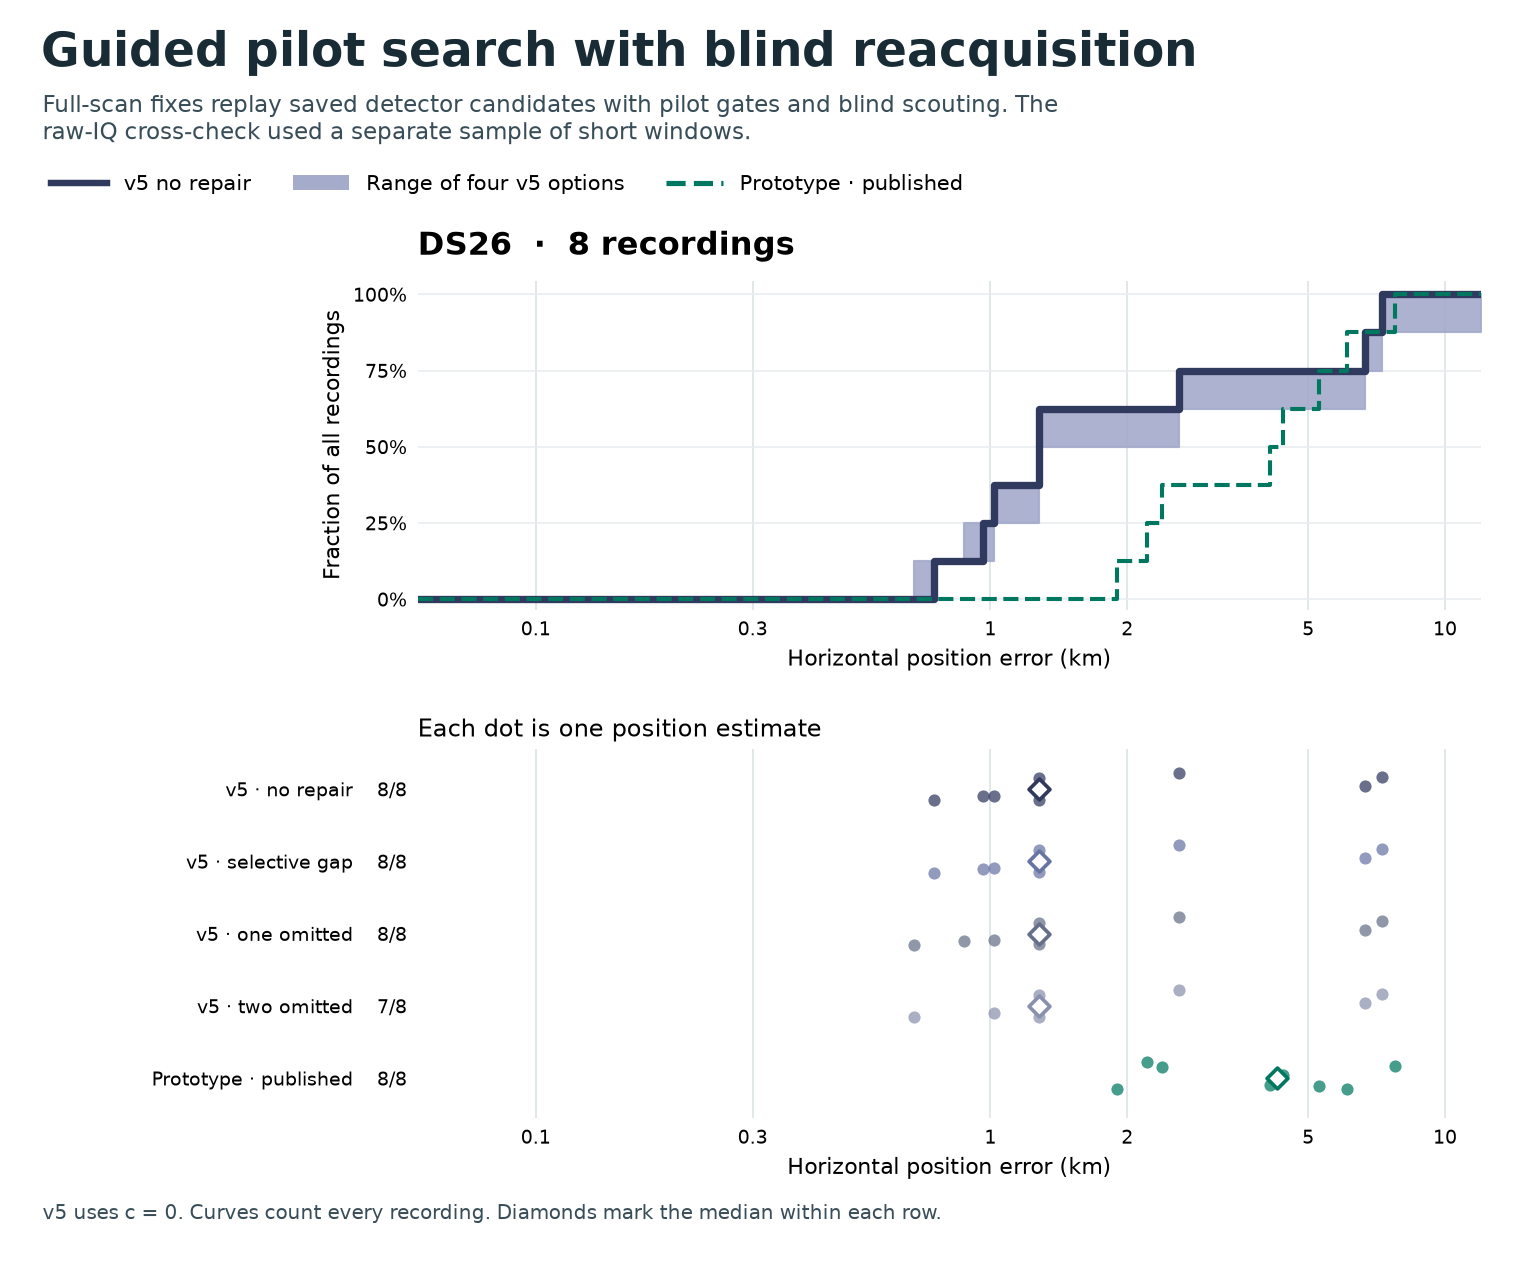 Guided pilot search with blind reacquisition
Full-scan fixes replay saved detector candidates with pilot gates and blind scouting. The
raw-IQ cross-check used a separate sample of short windows.
v5 no repair
Range of four v5 options
Prototype · published
DS26 · 8 recordings
Fraction of all recordings
100%
75%
50%
25%
0%
0.1 0.3 1 2 5 10
Horizontal position error (km)
Each dot is one position estimate
v5 · no repair 8/8
v5 · selective gap 8/8
v5 · one omitted 8/8
v5 · two omitted 7/8
Prototype · published 8/8
0.1 0.3 1 2 5 10
Horizontal position error (km)
v5 uses c = 0. Curves count every recording. Diamonds mark the median within each row.